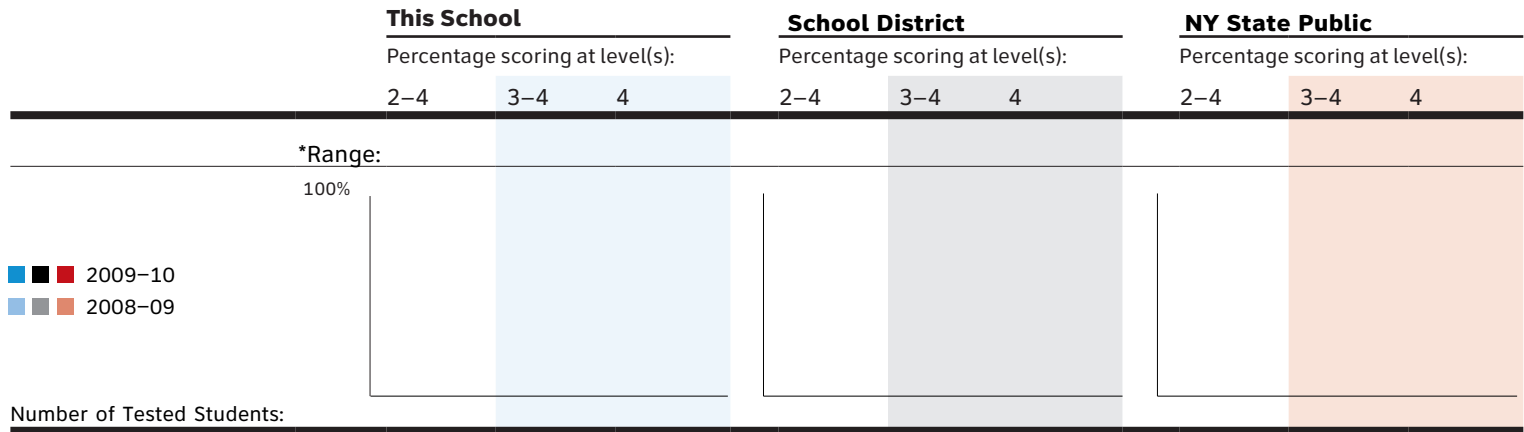 This School School District NY State Public
Percentage scoring at level(s): Percentage scoring at level(s): Percentage scoring at level(s):
2–4 3–4 4 2–4 3–4 4 2–4 3–4 4
*Range:
100%
2009–10
2008–09
Number of Tested Students: